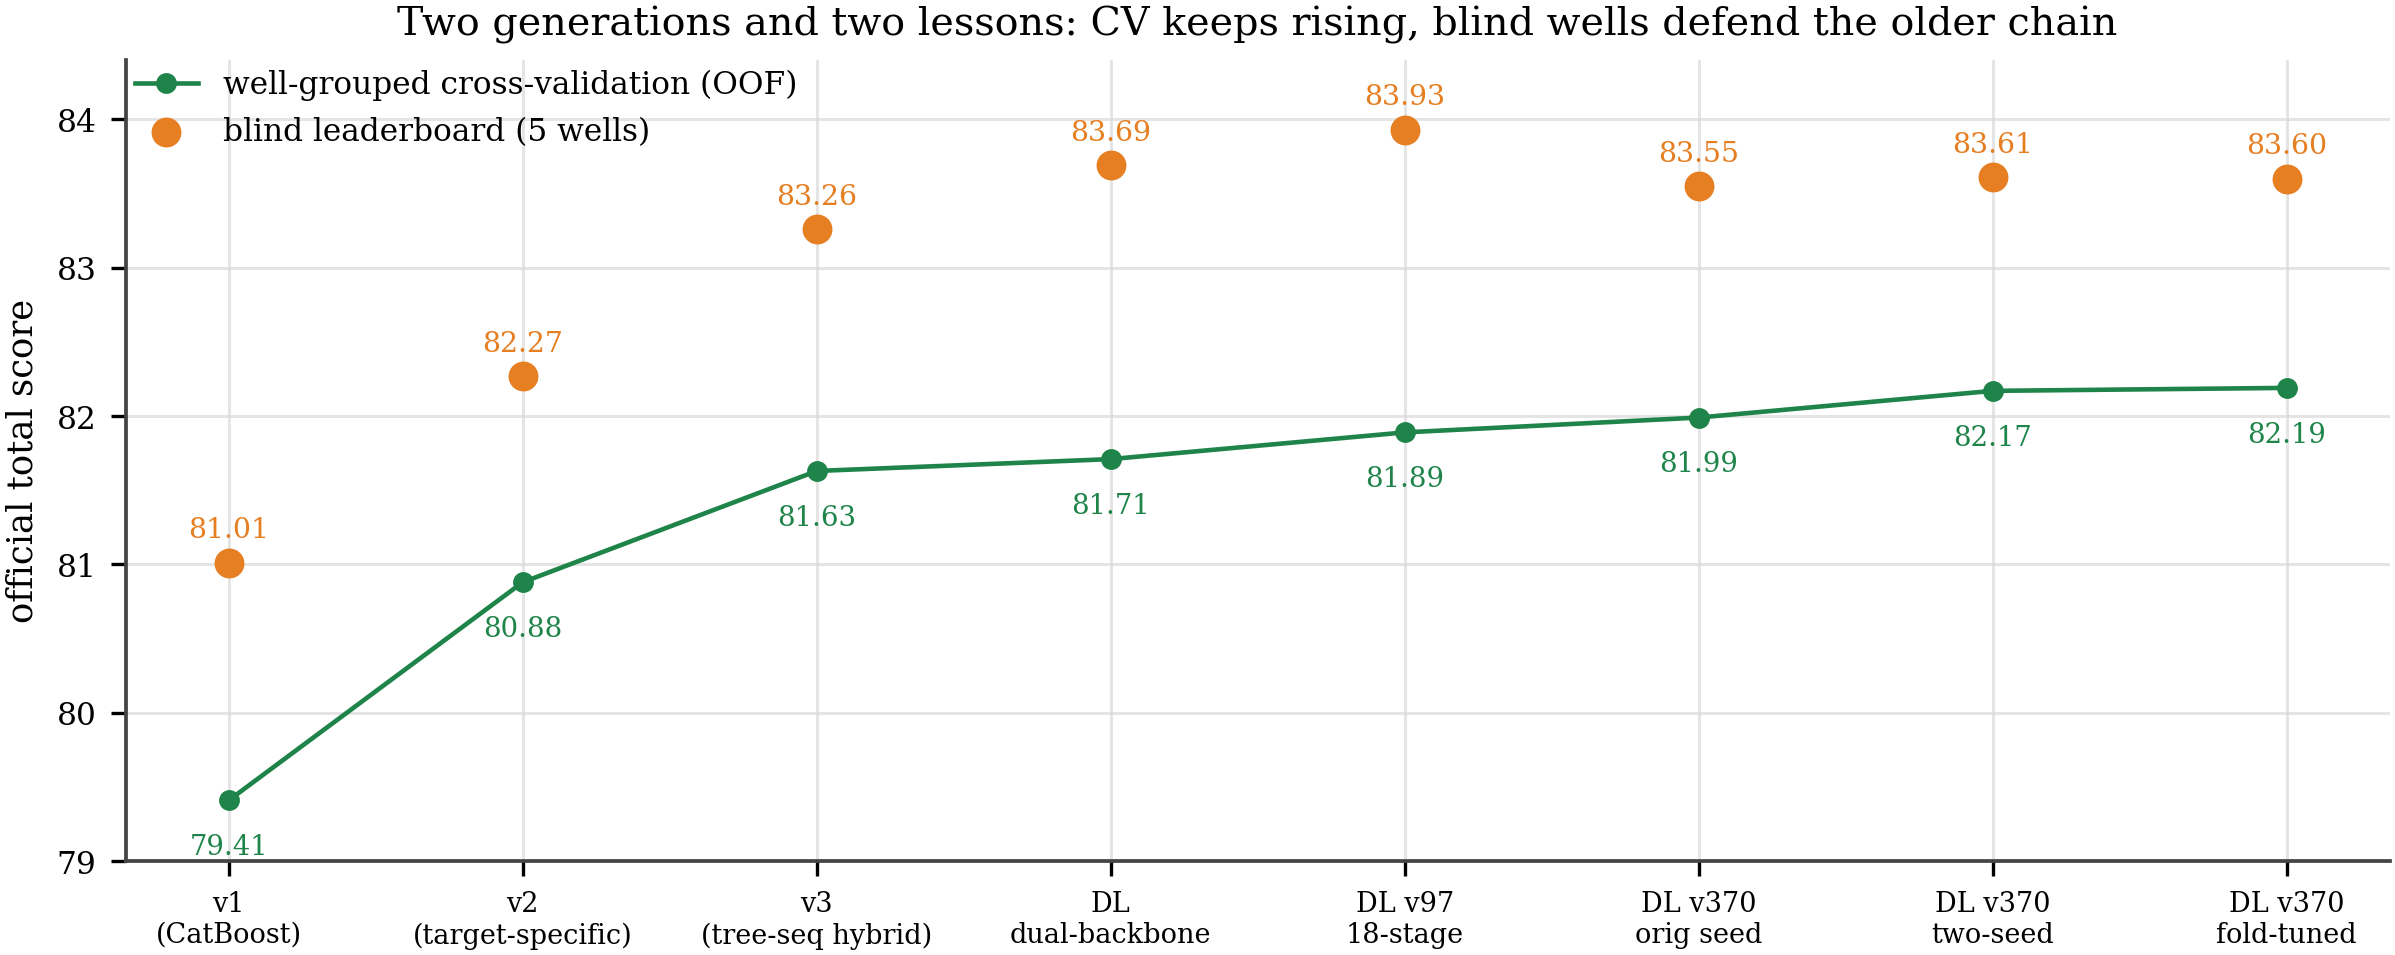 Two generations and two lessons: CV keeps rising, blind wells defend the older chain
well-grouped cross-validation (OOF)
blind leaderboard (5 wells)
official total score
84
83
82
81
80
79
81.01
82.27
83.26
83.69
83.93
83.55
83.61
83.60
79.41
80.88
81.63
81.71
81.89
81.99
82.17
82.19
v1
(CatBoost)
v2
(target-specific)
v3
(tree-seq hybrid)
DL
dual-backbone
DL v97
18-stage
DL v370
orig seed
DL v370
two-seed
DL v370
fold-tuned